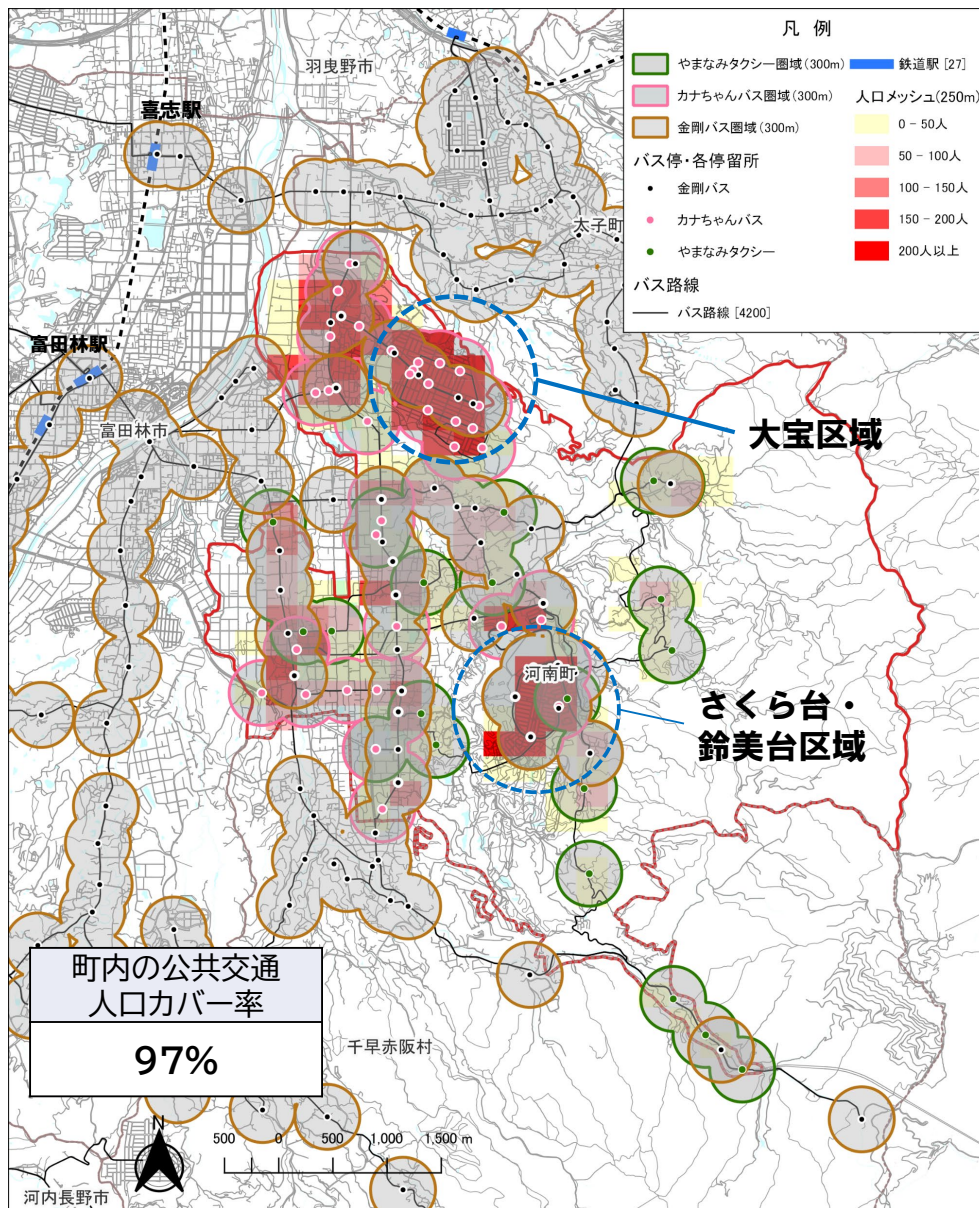 凡 例
やまなみタクシー圏域(300m)
カナちゃんバス圏域(300m)
金剛バス圏域(300m)
バス停・各停留所
金剛バス
カナちゃんバス
やまなみタクシー
バス路線
バス路線 [4200]
鉄道駅 [27]
人口メッシュ(250m)
0 - 50人
50 - 100人
100 - 150人
150 - 200人
200人以上
羽曳野市
喜志駅
太子町
富田林駅
富田林市
大宝区域
河南町
さくら台・
鈴美台区域
町内の公共交通
人口カバー率
97%
千早赤阪村
N
500 0 500 1,000 1,500 m
河内長野市